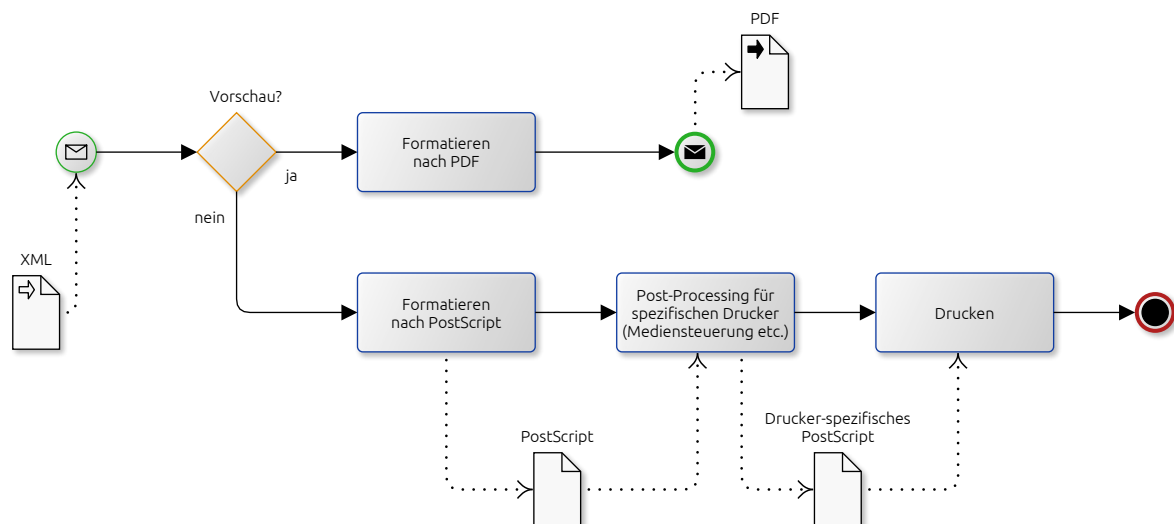 PDF
Vorschau?
Formatieren
nach PDF
ja
nein
XML
Formatieren
nach PostScript
Post-Processing für
spezifischen Drucker
(Mediensteuerung etc.)
Drucken
PostScript
Drucker-spezifisches
PostScript